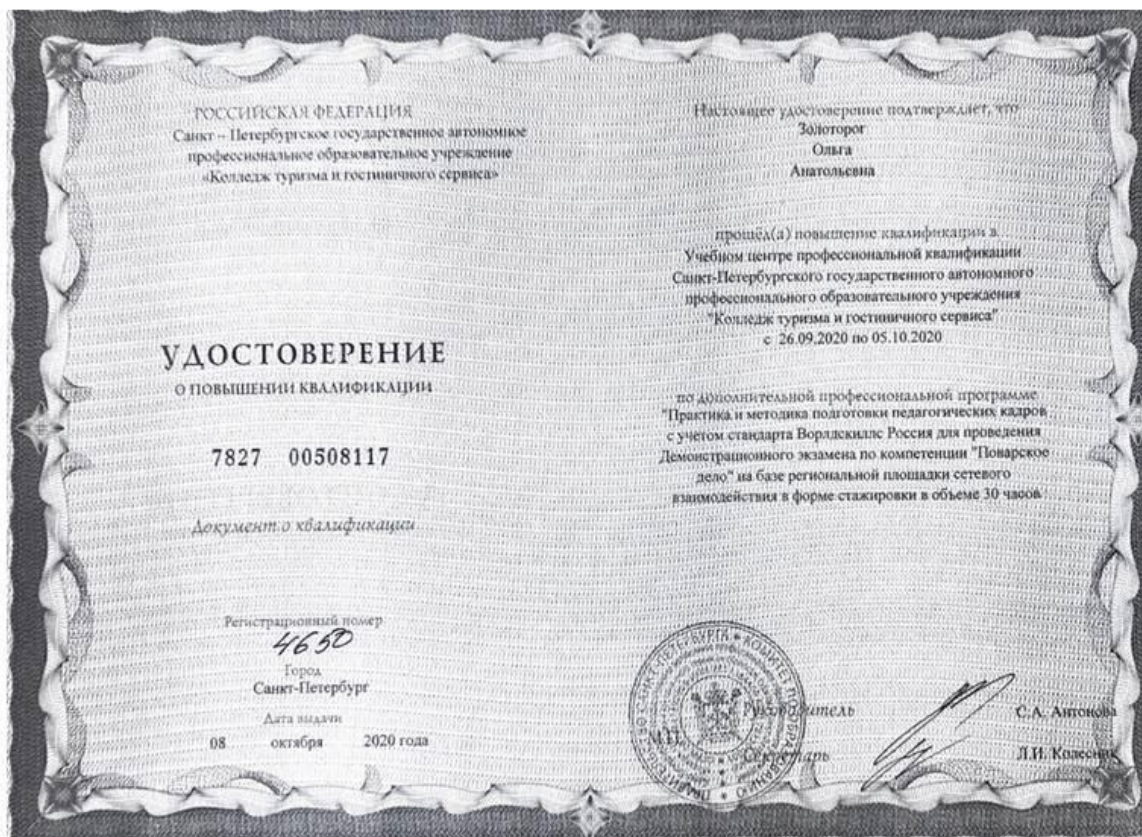 РОССИЙСКАЯ ФЕДЕРАЦИЯ
Санкт – Петербургское государственное автономное
профессиональное образовательное учреждение
«Колледж туризма и гостиничного сервиса»
УДОСТОВЕРЕНИЕ
О ПОВЫШЕНИИ КВАЛИФИКАЦИИ
7827 00508117
Документ о квалификации
Регистрационный номер
4650
Город
Санкт-Петербург
Дата выдачи
08 октября 2020 года
Настоящее удостоверение подтверждает, что
Золоторог
Ольга
Анатольевна
прошёл(а) повышение квалификации в
Учебном центре профессиональной квалификации
Санкт-Петербургского государственного автономного
профессионального образовательного учреждения
"Колледж туризма и гостиничного сервиса"
с 26.09.2020 по 05.10.2020
по дополнительной профессиональной программе
"Практика и методика подготовки педагогических кадров
с учетом стандарта Ворлдскиллс Россия для проведения
Демонстрационного экзамена по компетенции "Поварское
дело" на базе региональной площадки сетевого
взаимодействия в форме стажировки в объеме 30 часов
Руководитель С.А. Антонова
М.П.
Секретарь Л.И. Колесник